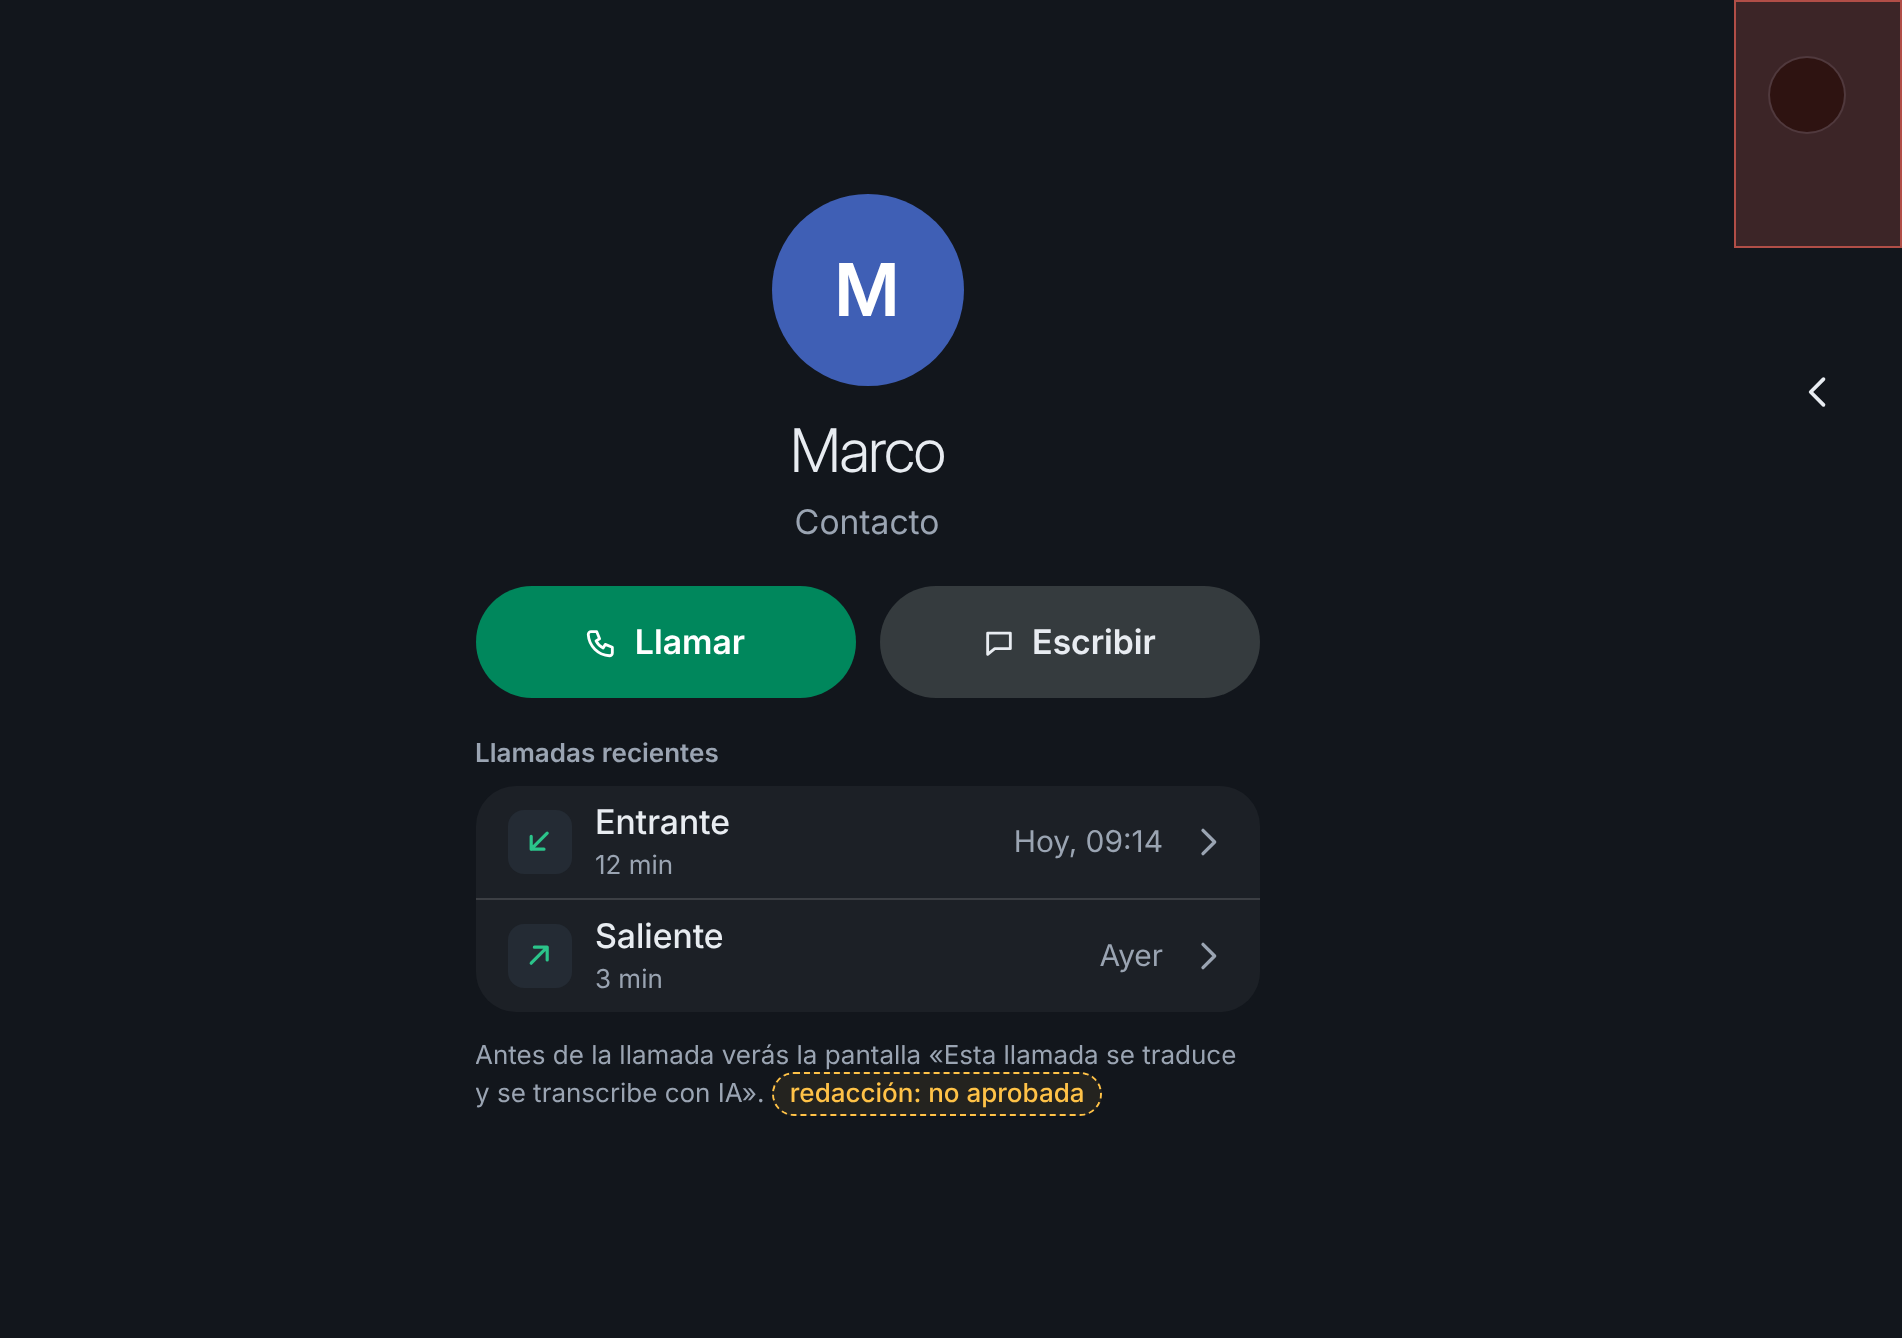 M
Marco
Contacto
Llamar
Escribir
Llamadas recientes
Entrante
12 min
Hoy, 09:14
Saliente
3 min
Ayer
Antes de la llamada verás la pantalla «Esta llamada se traduce
y se transcribe con IA». redacción: no aprobada